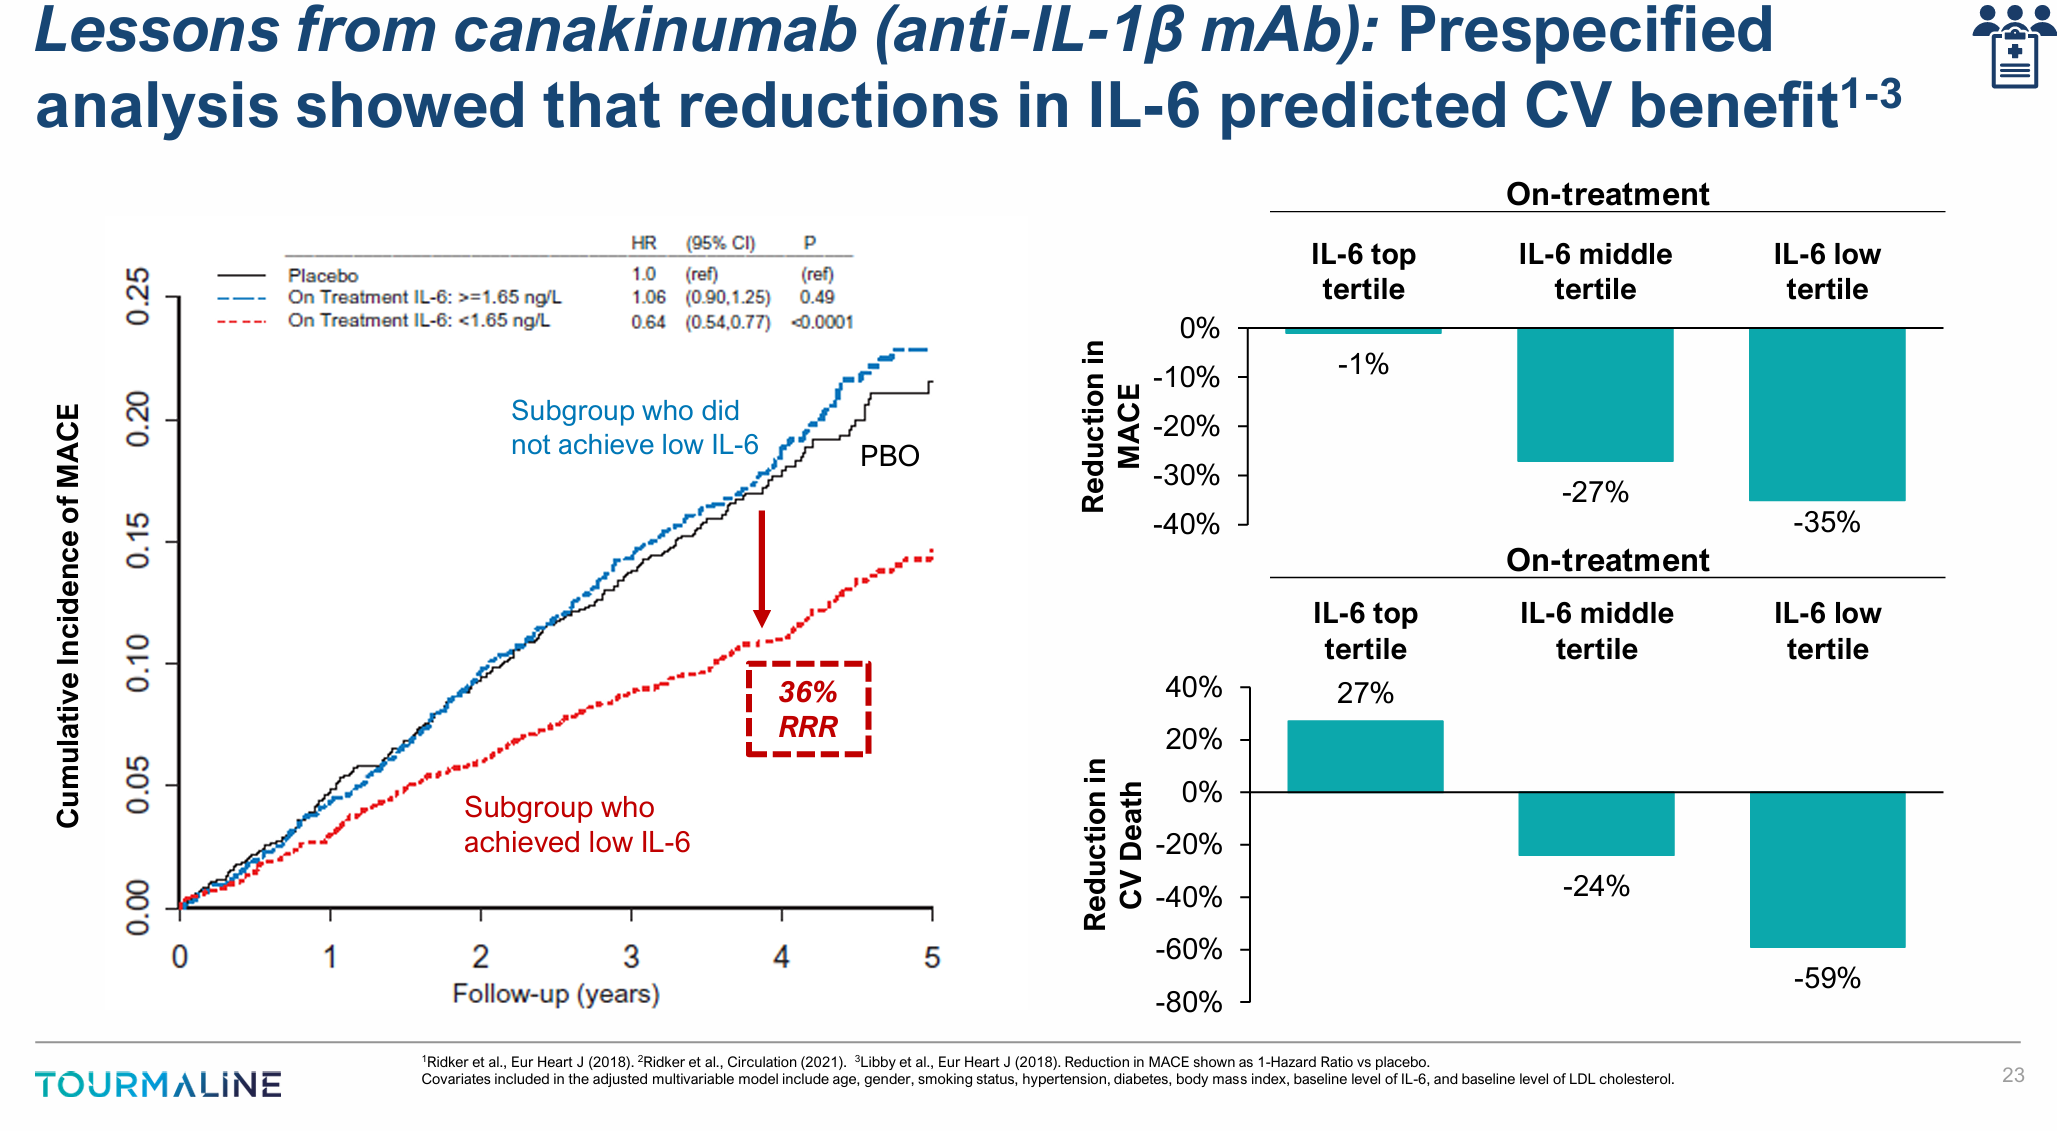 Lessons from canakinumab (anti-IL-1β mAb): Prespecified
analysis showed that reductions in IL-6 predicted CV benefit1-3
HR (95% CI) P
Placebo 1.0 (ref) (ref)
On Treatment IL-6: >=1.65 ng/L 1.06 (0.90,1.25) 0.49
On Treatment IL-6: <1.65 ng/L 0.64 (0.54,0.77) <0.0001
Cumulative Incidence of MACE
0.25
0.20
0.15
0.10
0.05
0.00
Subgroup who did
not achieve low IL-6
PBO
36%
RRR
Subgroup who
achieved low IL-6
0 1 2 3 4 5
Follow-up (years)
On-treatment
IL-6 top
tertile
IL-6 middle
tertile
IL-6 low
tertile
Reduction in
MACE
0%
-10%
-20%
-30%
-40%
-1%
-27%
-35%
On-treatment
IL-6 top
tertile
IL-6 middle
tertile
IL-6 low
tertile
Reduction in
CV Death
40%
20%
0%
-20%
-40%
-60%
-80%
27%
-24%
-59%
TOURMALINE
1Ridker et al., Eur Heart J (2018). 2Ridker et al., Circulation (2021). 3Libby et al., Eur Heart J (2018). Reduction in MACE shown as 1-Hazard Ratio vs placebo.
Covariates included in the adjusted multivariable model include age, gender, smoking status, hypertension, diabetes, body mass index, baseline level of IL-6, and baseline level of LDL cholesterol.
23